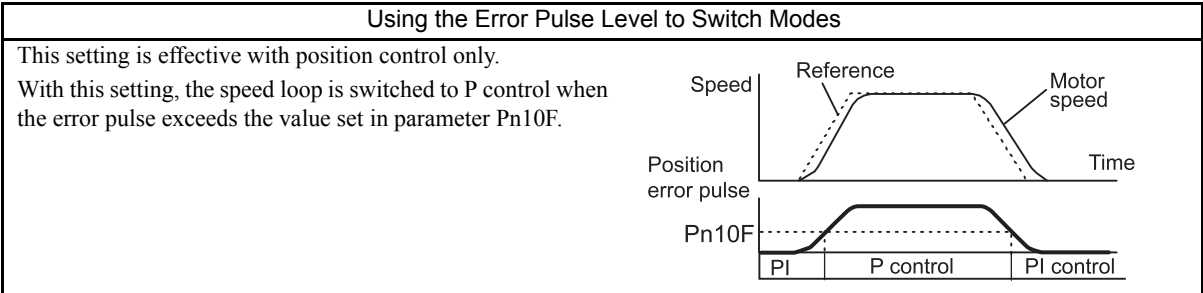 Using the Error Pulse Level to Switch Modes
This setting is effective with position control only.
With this setting, the speed loop is switched to P control when
the error pulse exceeds the value set in parameter Pn10F.
Speed
Reference
Motor
speed
Time
Position
error pulse
Pn10F
PI
P control
PI control